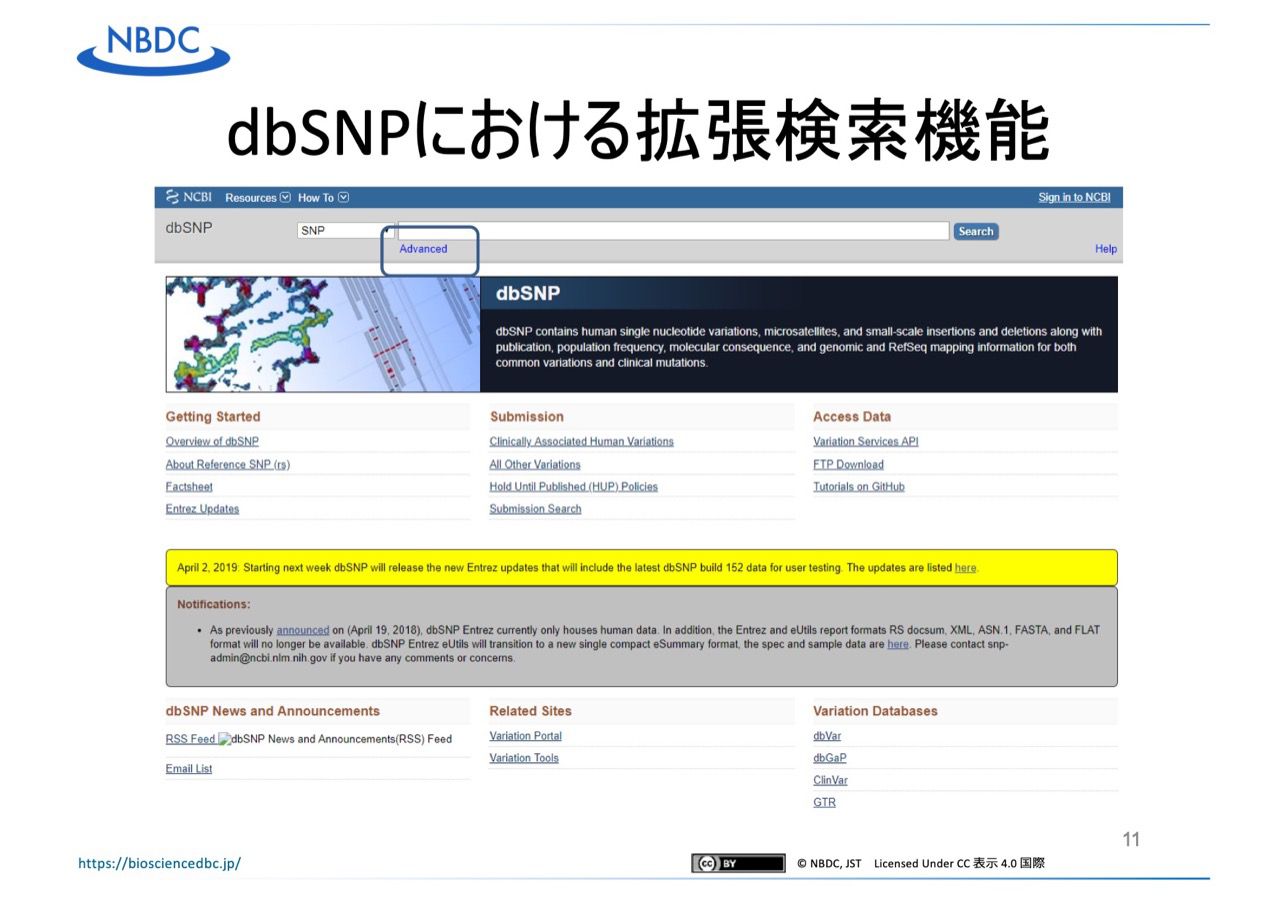 NBDC
dbSNPにおける拡張検索機能
NCBI Resources How To Sign in to NCBI
dbSNP SNP Search
Advanced Help
dbSNP
dbSNP contains human single nucleotide variations, microsatellites, and small-scale insertions and deletions along with
publication, population frequency, molecular consequence, and genomic and RefSeq mapping information for both
common variations and clinical mutations.
Getting Started
Overview of dbSNP
About Reference SNP (rs)
Factsheet
Entrez Updates
Submission
Clinically Associated Human Variations
All Other Variations
Hold Until Published (HUP) Policies
Submission Search
Access Data
Variation Services API
FTP Download
Tutorials on GitHub
April 2, 2019: Starting next week dbSNP will release the new Entrez updates that will include the latest dbSNP build 152 data for user testing. The updates are listed here.
Notifications:
• As previously announced on (April 19, 2018), dbSNP Entrez currently only houses human data. In addition, the Entrez and eUtils report formats RS docsum, XML, ASN.1, FASTA, and FLAT
format will no longer be available. dbSNP Entrez eUtils will transition to a new single compact eSummary format, the spec and sample data are here. Please contact snp-
admin@ncbi.nlm.nih.gov if you have any comments or concerns.
dbSNP News and Announcements
RSS Feed dbSNP News and Announcements(RSS) Feed
Email List
Related Sites
Variation Portal
Variation Tools
Variation Databases
dbVar
dbGaP
ClinVar
GTR
11
https://biosciencedbc.jp/
cc BY
© NBDC, JST Licensed Under CC 表示 4.0 国際